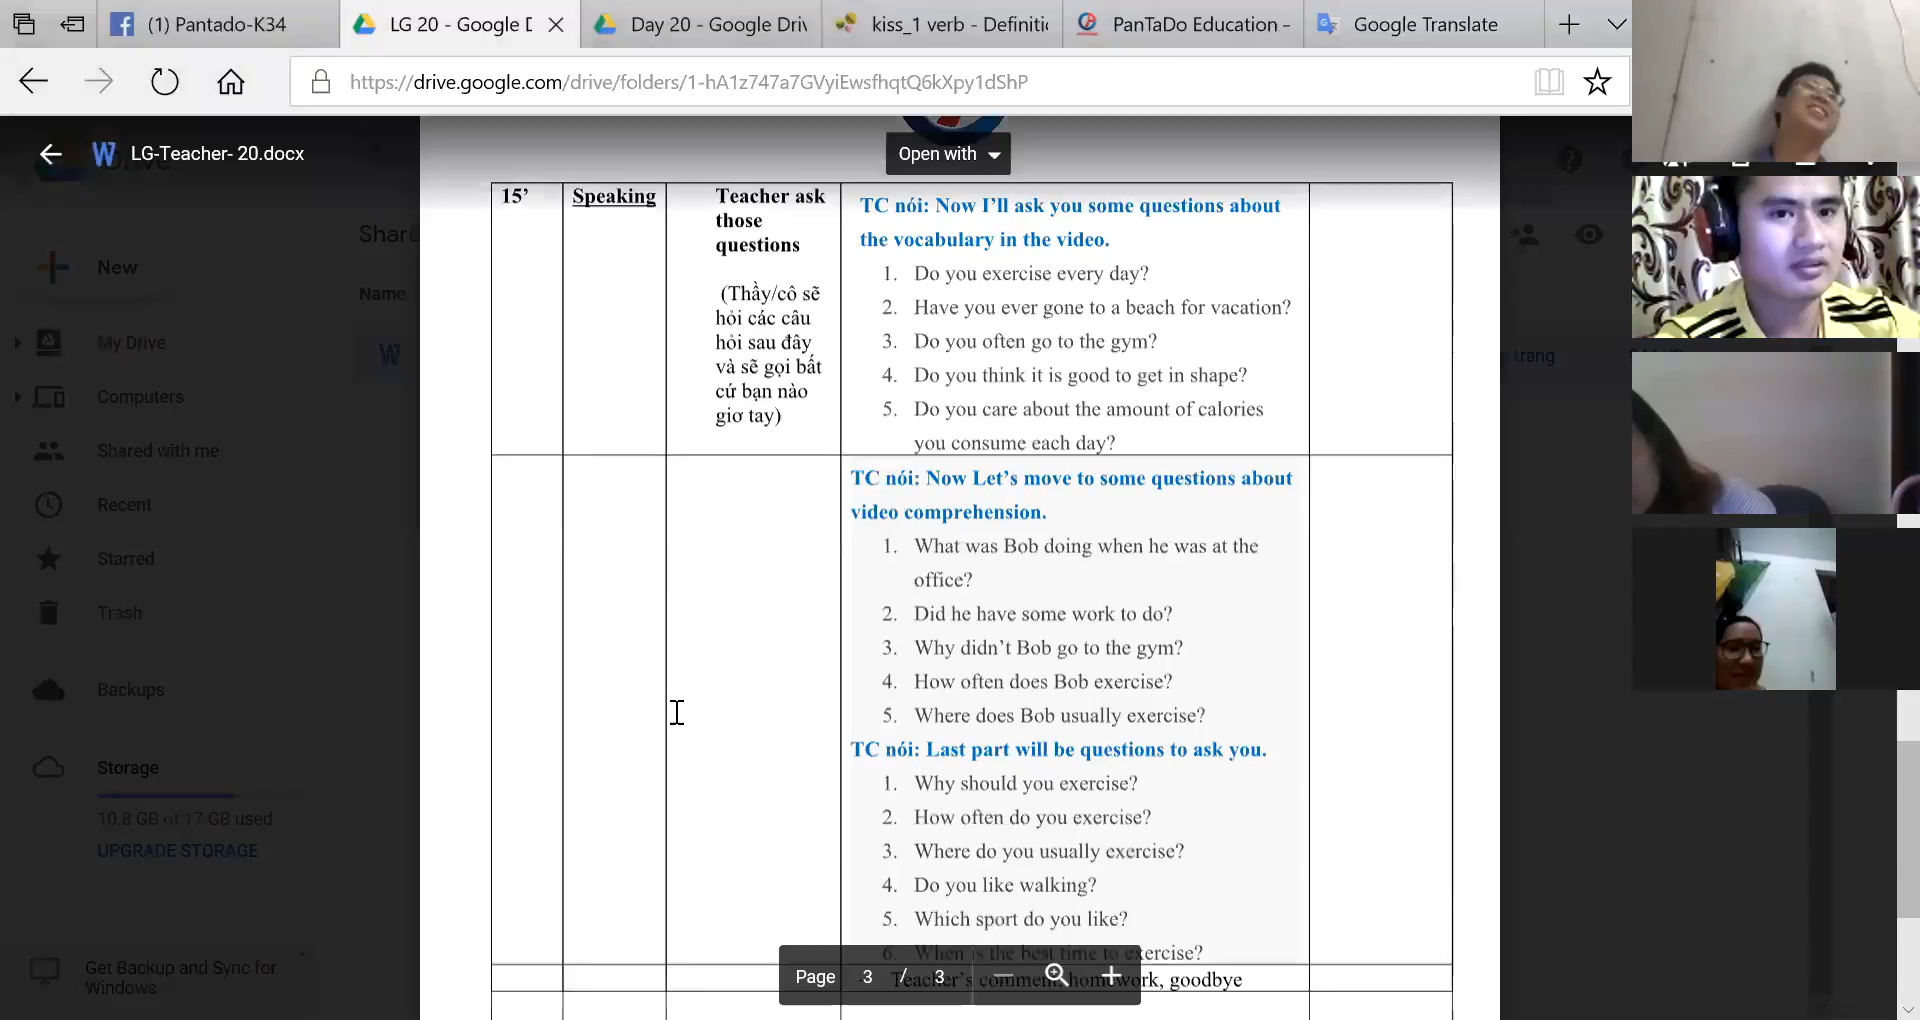 (1) Pantado-K34
LG 20 - Google D
Day 20 - Google Driv
kiss_1 verb - Definitio
PanTaDo Education –
Google Translate
https://drive.google.com/drive/folders/1-hA1z747a7GVyiEwsfhqtQ6kXpy1dShP
LG-Teacher- 20.docx
Open with
New
My Drive
Computers
Shared with me
Recent
Starred
Trash
Backups
Storage
10.8 GB of 17 GB used
UPGRADE STORAGE
Get Backup and Sync for
Windows
Name
trang
15’
Speaking
Teacher ask
those
questions
(Thầy/cô sẽ
hỏi các câu
hỏi sau đây
và sẽ gọi bất
cứ bạn nào
giơ tay)
TC nói: Now I’ll ask you some questions about
the vocabulary in the video.
1. Do you exercise every day?
2. Have you ever gone to a beach for vacation?
3. Do you often go to the gym?
4. Do you think it is good to get in shape?
5. Do you care about the amount of calories
you consume each day?
TC nói: Now Let’s move to some questions about
video comprehension.
1. What was Bob doing when he was at the
office?
2. Did he have some work to do?
3. Why didn’t Bob go to the gym?
4. How often does Bob exercise?
5. Where does Bob usually exercise?
TC nói: Last part will be questions to ask you.
1. Why should you exercise?
2. How often do you exercise?
3. Where do you usually exercise?
4. Do you like walking?
5. Which sport do you like?
6. When is the best time to exercise?
Teacher’s comment, homework, goodbye
Page 3 / 3